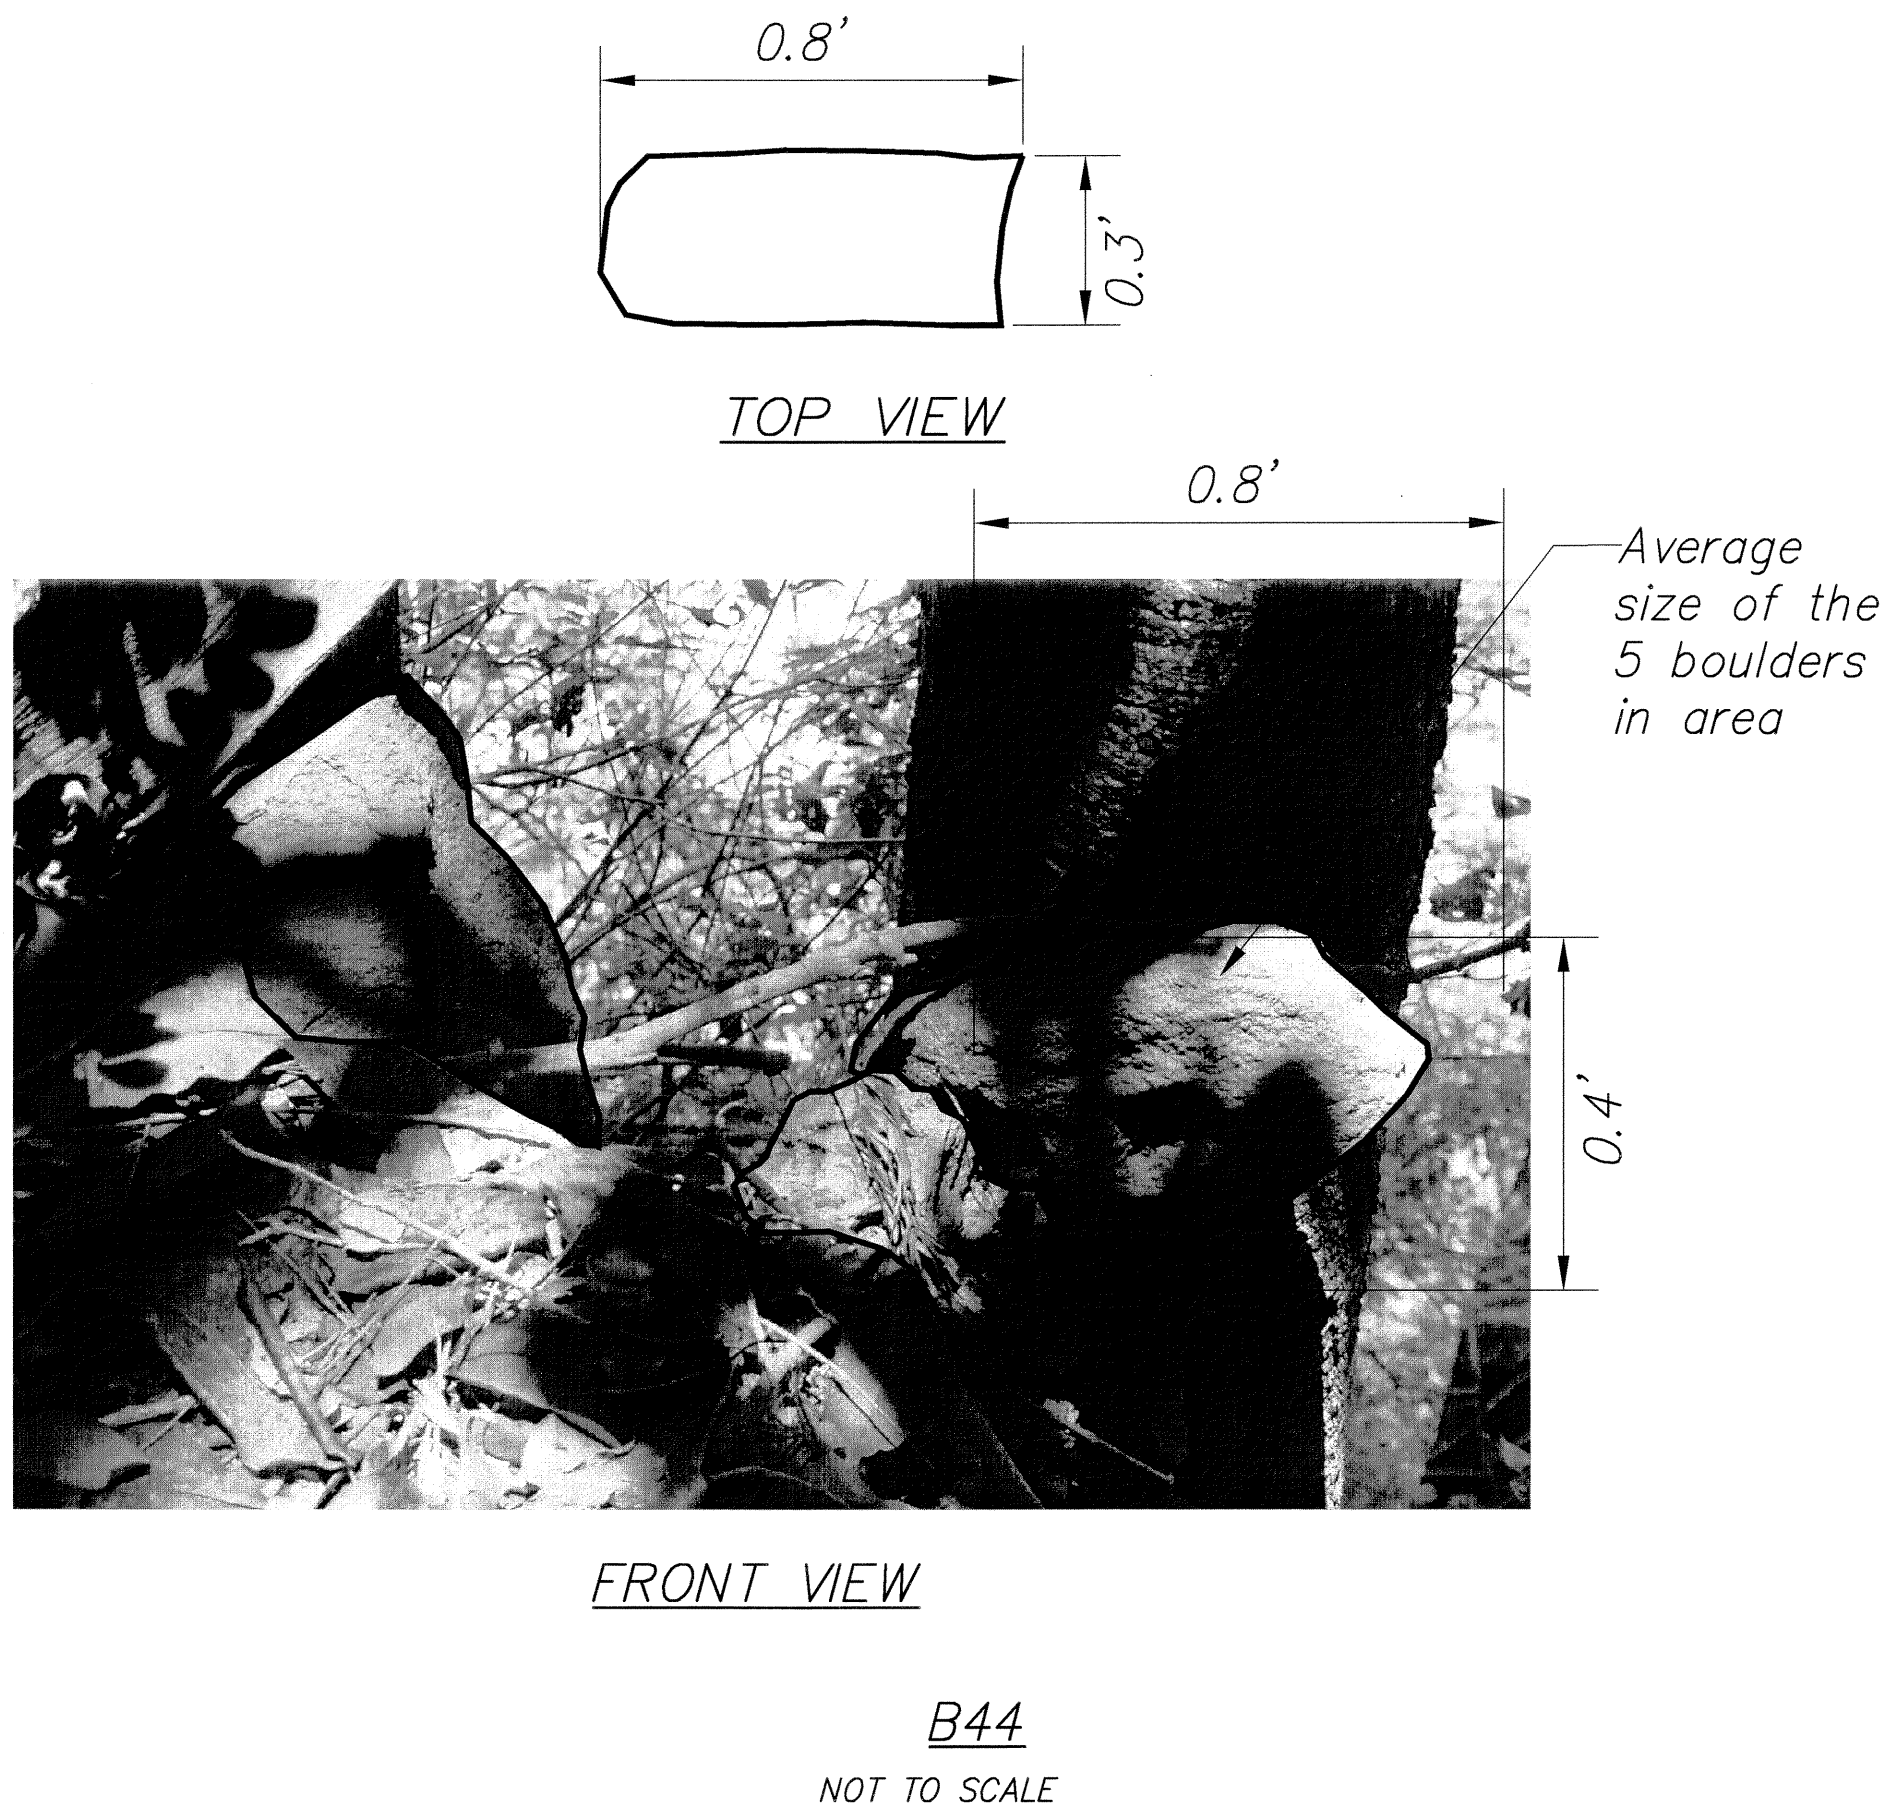 0.8'
0.3'
TOP VIEW
0.8'
Average
size of the
5 boulders
in area
0.4'
FRONT VIEW
B44
NOT TO SCALE